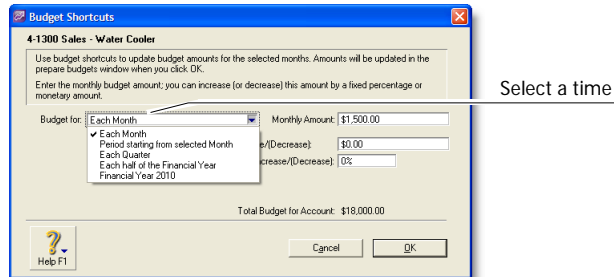 Budget Shortcuts
4-1300 Sales - Water Cooler
Use budget shortcuts to update budget amounts for the selected months. Amounts will be updated in the
prepare budgets window when you click OK.
Enter the monthly budget amount; you can increase (or decrease) this amount by a fixed percentage or
monetary amount.
Select a time
Budget for: Each Month Monthly Amount: $1,500.00
Each Month
Period starting from selected Month e/(Decrease): $0.00
Each Quarter
Each half of the Financial Year crease/(Decrease): 0%
Financial Year 2010
Total Budget for Account: $18,000.00
Help F1 Cancel OK